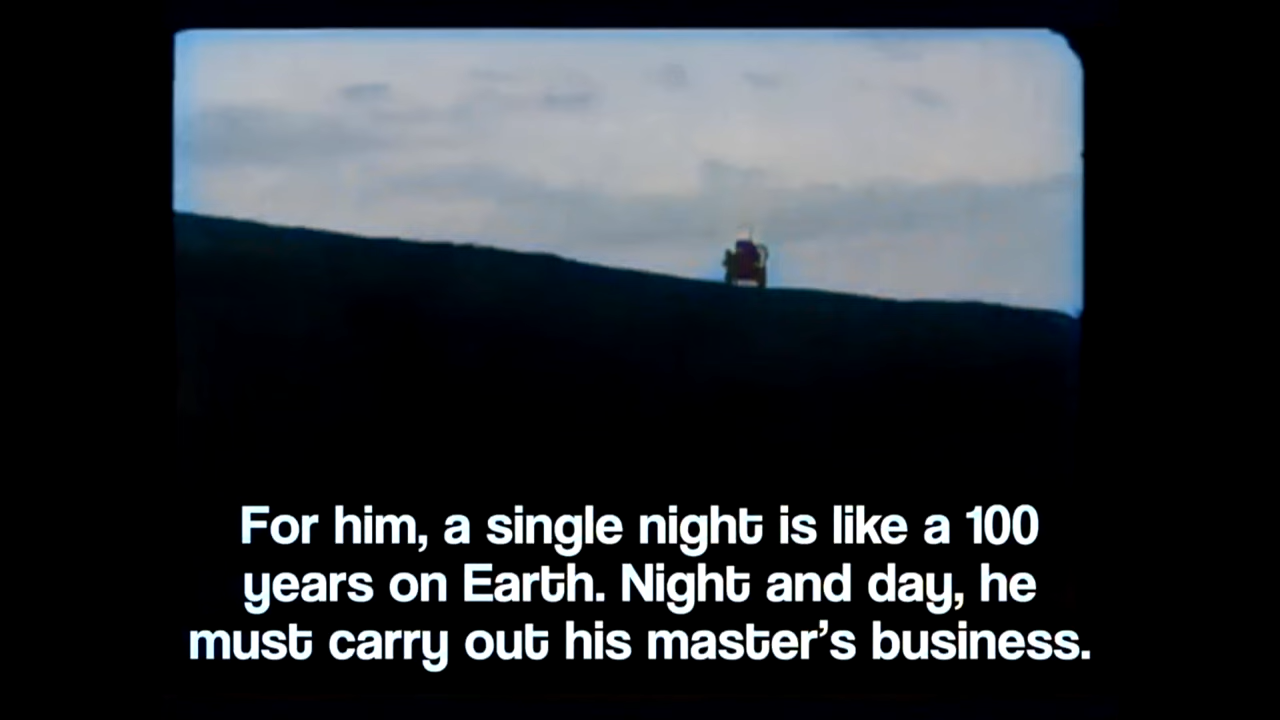 For him, a single night is like a 100
years on Earth. Night and day, he
must carry out his master’s business.